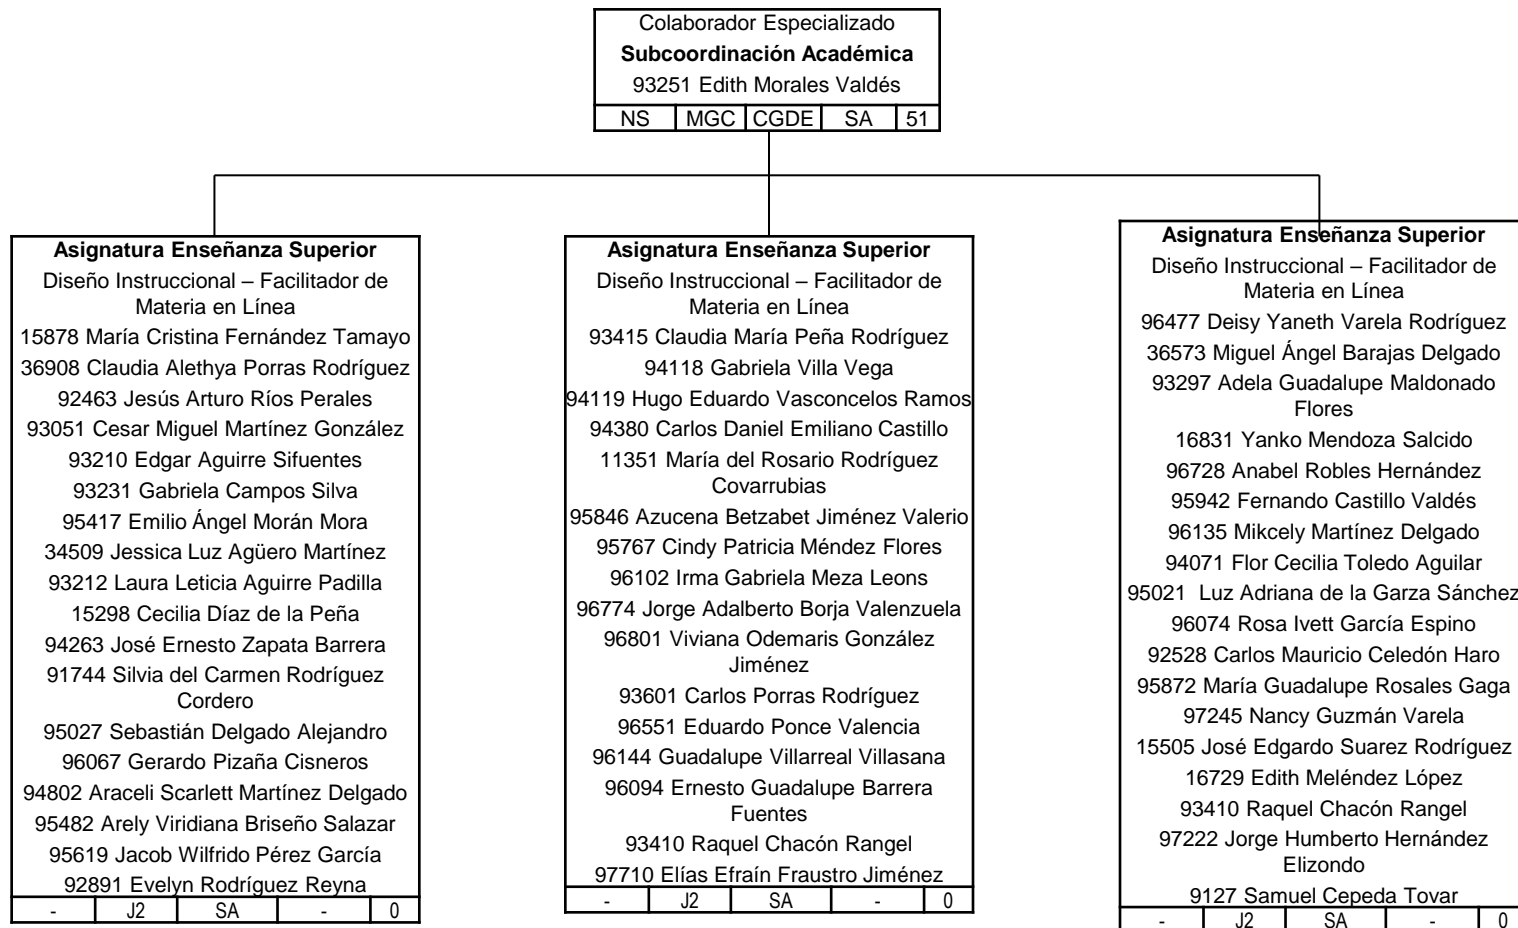 Colaborador Especializado
Subcoordinación Académica
93251 Edith Morales Valdés
NS MGC CGDE SA 51
Asignatura Enseñanza Superior
Diseño Instruccional – Facilitador de
Materia en Línea
15878 María Cristina Fernández Tamayo
36908 Claudia Alethya Porras Rodríguez
92463 Jesús Arturo Ríos Perales
93051 Cesar Miguel Martínez González
93210 Edgar Aguirre Sifuentes
93231 Gabriela Campos Silva
95417 Emilio Ángel Morán Mora
34509 Jessica Luz Agüero Martínez
93212 Laura Leticia Aguirre Padilla
15298 Cecilia Díaz de la Peña
94263 José Ernesto Zapata Barrera
91744 Silvia del Carmen Rodríguez
Cordero
95027 Sebastián Delgado Alejandro
96067 Gerardo Pizaña Cisneros
94802 Araceli Scarlett Martínez Delgado
95482 Arely Viridiana Briseño Salazar
95619 Jacob Wilfrido Pérez García
92891 Evelyn Rodríguez Reyna
- J2 SA - 0
Asignatura Enseñanza Superior
Diseño Instruccional – Facilitador de
Materia en Línea
93415 Claudia María Peña Rodríguez
94118 Gabriela Villa Vega
94119 Hugo Eduardo Vasconcelos Ramos
94380 Carlos Daniel Emiliano Castillo
11351 María del Rosario Rodríguez
Covarrubias
95846 Azucena Betzabet Jiménez Valerio
95767 Cindy Patricia Méndez Flores
96102 Irma Gabriela Meza Leons
96774 Jorge Adalberto Borja Valenzuela
96801 Viviana Odemaris González
Jiménez
93601 Carlos Porras Rodríguez
96551 Eduardo Ponce Valencia
96144 Guadalupe Villarreal Villasana
96094 Ernesto Guadalupe Barrera
Fuentes
93410 Raquel Chacón Rangel
97710 Elías Efraín Fraustro Jiménez
- J2 SA - 0
Asignatura Enseñanza Superior
Diseño Instruccional – Facilitador de
Materia en Línea
96477 Deisy Yaneth Varela Rodríguez
36573 Miguel Ángel Barajas Delgado
93297 Adela Guadalupe Maldonado
Flores
16831 Yanko Mendoza Salcido
96728 Anabel Robles Hernández
95942 Fernando Castillo Valdés
96135 Mikcely Martínez Delgado
94071 Flor Cecilia Toledo Aguilar
95021 Luz Adriana de la Garza Sánchez
96074 Rosa Ivett García Espino
92528 Carlos Mauricio Celedón Haro
95872 María Guadalupe Rosales Gaga
97245 Nancy Guzmán Varela
15505 José Edgardo Suarez Rodríguez
16729 Edith Meléndez López
93410 Raquel Chacón Rangel
97222 Jorge Humberto Hernández
Elizondo
9127 Samuel Cepeda Tovar
- J2 SA - 0